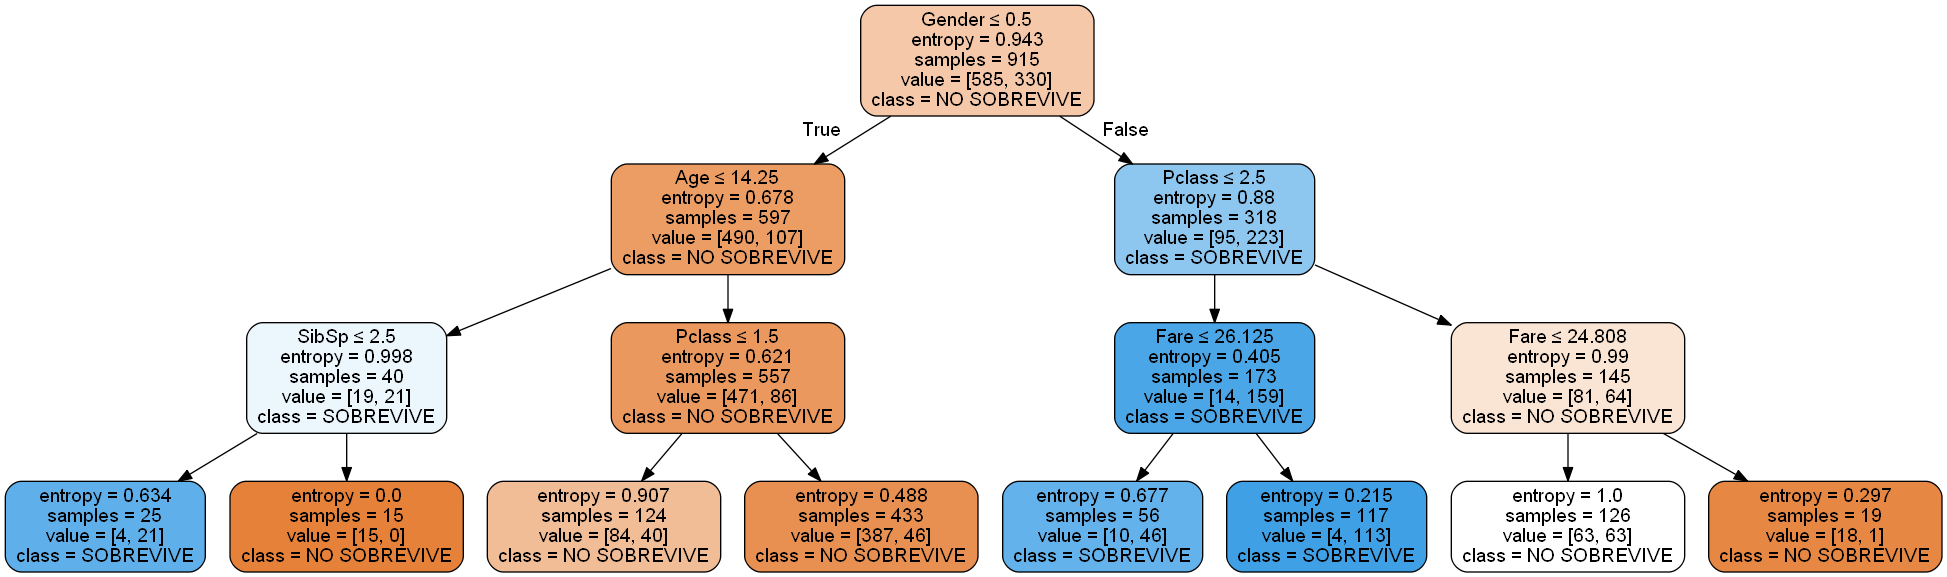 Gender ≤ 0.5
entropy = 0.943
samples = 915
value = [585, 330]
class = NO SOBREVIVE
True
False
Age ≤ 14.25
entropy = 0.678
samples = 597
value = [490, 107]
class = NO SOBREVIVE
Pclass ≤ 2.5
entropy = 0.88
samples = 318
value = [95, 223]
class = SOBREVIVE
SibSp ≤ 2.5
entropy = 0.998
samples = 40
value = [19, 21]
class = SOBREVIVE
Pclass ≤ 1.5
entropy = 0.621
samples = 557
value = [471, 86]
class = NO SOBREVIVE
Fare ≤ 26.125
entropy = 0.405
samples = 173
value = [14, 159]
class = SOBREVIVE
Fare ≤ 24.808
entropy = 0.99
samples = 145
value = [81, 64]
class = NO SOBREVIVE
entropy = 0.634
samples = 25
value = [4, 21]
class = SOBREVIVE
entropy = 0.0
samples = 15
value = [15, 0]
class = NO SOBREVIVE
entropy = 0.907
samples = 124
value = [84, 40]
class = NO SOBREVIVE
entropy = 0.488
samples = 433
value = [387, 46]
class = NO SOBREVIVE
entropy = 0.677
samples = 56
value = [10, 46]
class = SOBREVIVE
entropy = 0.215
samples = 117
value = [4, 113]
class = SOBREVIVE
entropy = 1.0
samples = 126
value = [63, 63]
class = NO SOBREVIVE
entropy = 0.297
samples = 19
value = [18, 1]
class = NO SOBREVIVE